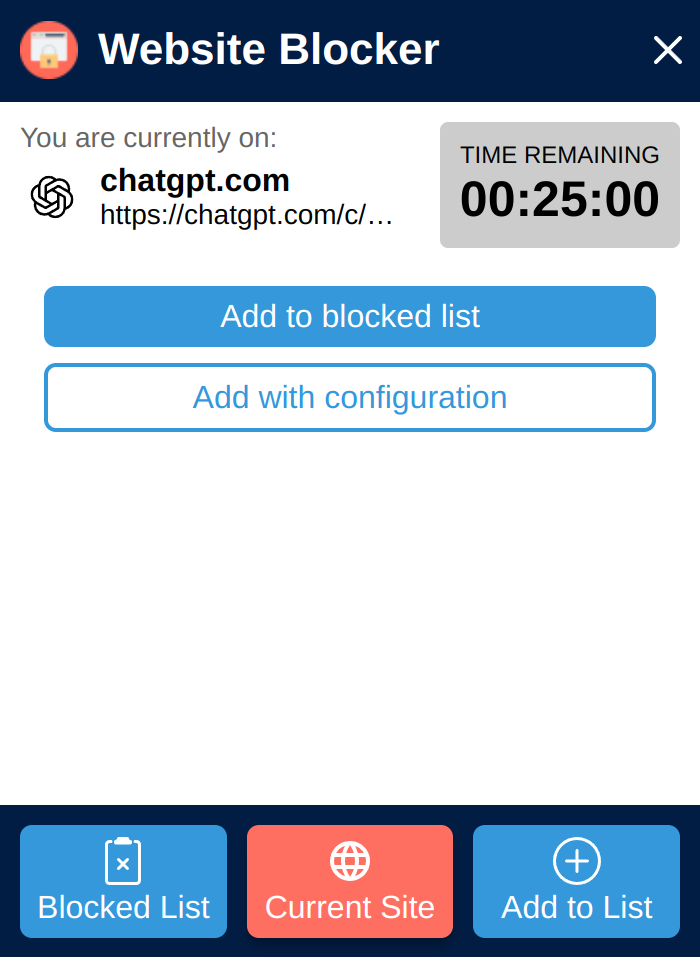 Website Blocker
You are currently on:
chatgpt.com
https://chatgpt.com/c/…
TIME REMAINING
00:25:00
Add to blocked list
Add with configuration
Blocked List
Current Site
Add to List